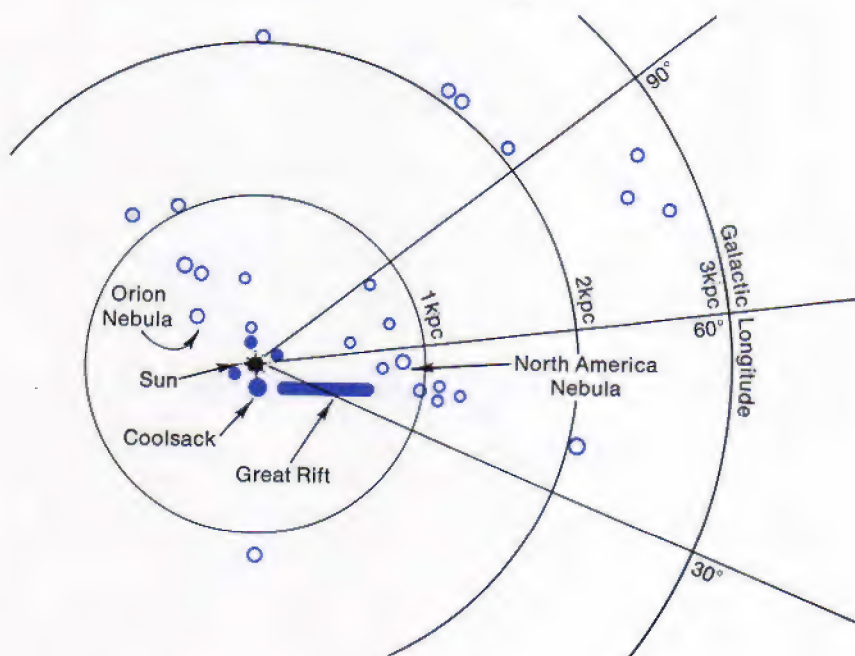 90°
Galactic Longitude
3kpc
2kpc
1kpc
60°
Orion
Nebula
Sun
North America
Nebula
Coolsack
Great Rift
30°